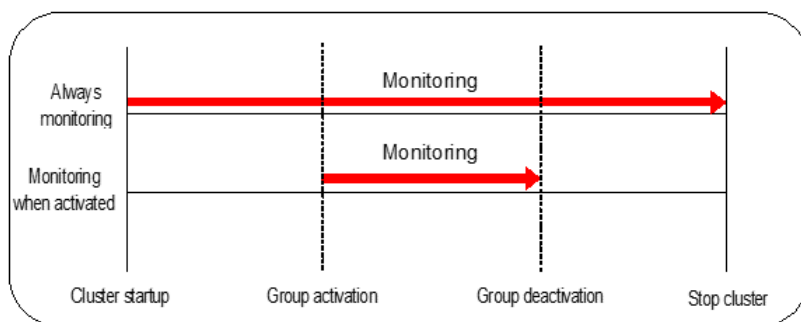 Monitoring
Always
monitoring
Monitoring
Monitoring
when activated
Cluster startup
Group activation
Group deactivation
Stop cluster